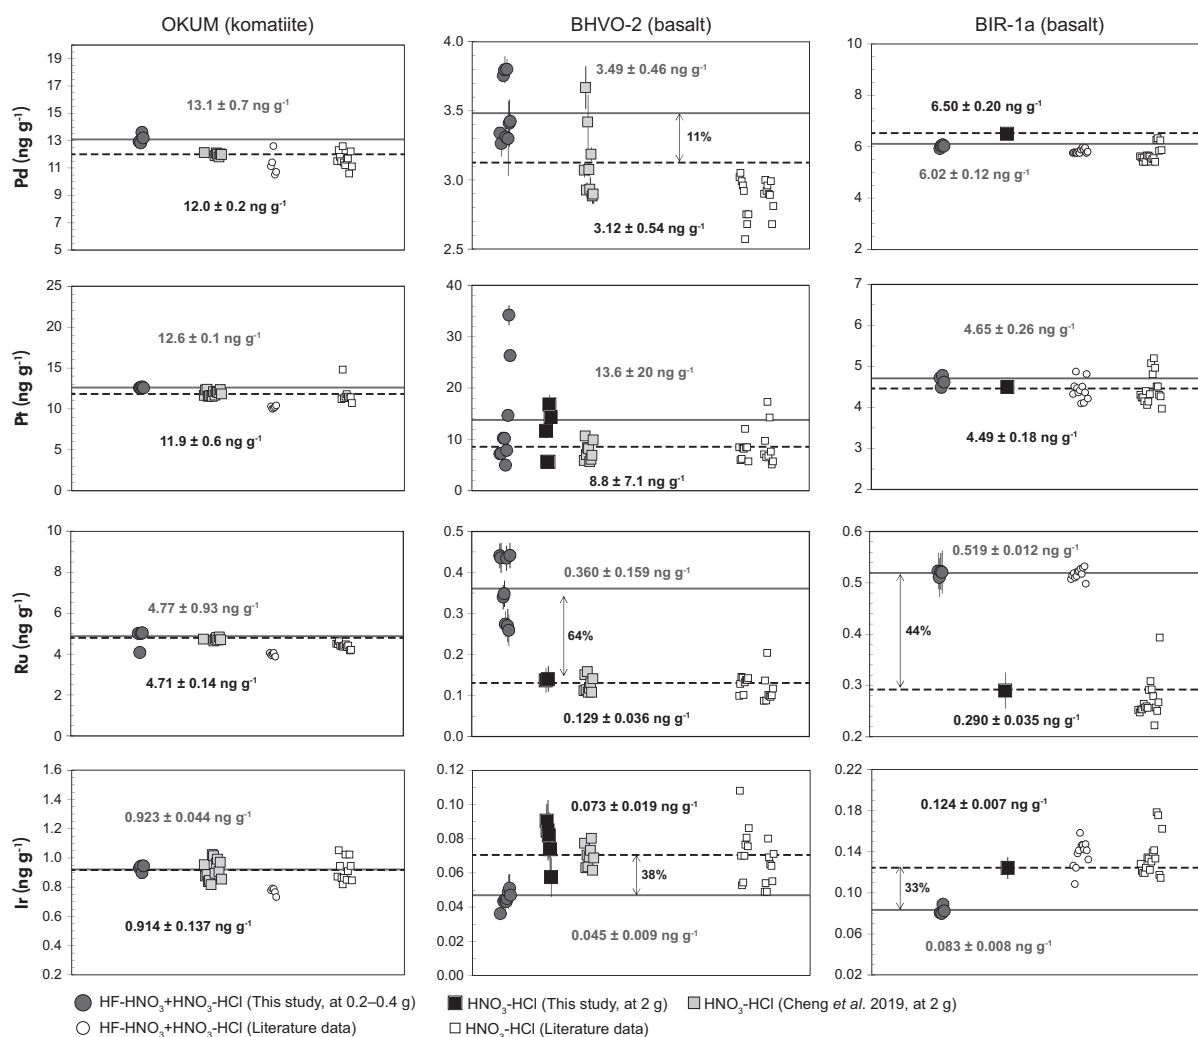 OKUM (komatiite)
BHVO-2 (basalt)
BIR-1a (basalt)
Pd (ng g⁻¹)
19
17
15
13
11
9
7
5
13.1 ± 0.7 ng g⁻¹
12.0 ± 0.2 ng g⁻¹
4.0
3.5
3.0
2.5
3.49 ± 0.46 ng g⁻¹
11%
3.12 ± 0.54 ng g⁻¹
10
8
6
4
2
6.50 ± 0.20 ng g⁻¹
6.02 ± 0.12 ng g⁻¹
Pt (ng g⁻¹)
25
20
15
10
5
0
12.6 ± 0.1 ng g⁻¹
11.9 ± 0.6 ng g⁻¹
40
30
20
10
0
13.6 ± 20 ng g⁻¹
8.8 ± 7.1 ng g⁻¹
7
6
5
4
3
2
4.65 ± 0.26 ng g⁻¹
4.49 ± 0.18 ng g⁻¹
Ru (ng g⁻¹)
10
8
6
4
2
0
4.77 ± 0.93 ng g⁻¹
4.71 ± 0.14 ng g⁻¹
0.5
0.4
0.3
0.2
0.1
0.0
0.360 ± 0.159 ng g⁻¹
64%
0.129 ± 0.036 ng g⁻¹
0.6
0.5
0.4
0.3
0.2
0.519 ± 0.012 ng g⁻¹
44%
0.290 ± 0.035 ng g⁻¹
Ir (ng g⁻¹)
1.6
1.4
1.2
1.0
0.8
0.6
0.4
0.2
0.923 ± 0.044 ng g⁻¹
0.914 ± 0.137 ng g⁻¹
0.12
0.10
0.08
0.06
0.04
0.02
0.00
0.073 ± 0.019 ng g⁻¹
38%
0.045 ± 0.009 ng g⁻¹
0.22
0.18
0.14
0.10
0.06
0.02
0.124 ± 0.007 ng g⁻¹
33%
0.083 ± 0.008 ng g⁻¹
HF-HNO₃+HNO₃-HCl (This study, at 0.2–0.4 g)
HNO₃-HCl (This study, at 2 g)
HNO₃-HCl (Cheng et al. 2019, at 2 g)
HF-HNO₃+HNO₃-HCl (Literature data)
HNO₃-HCl (Literature data)